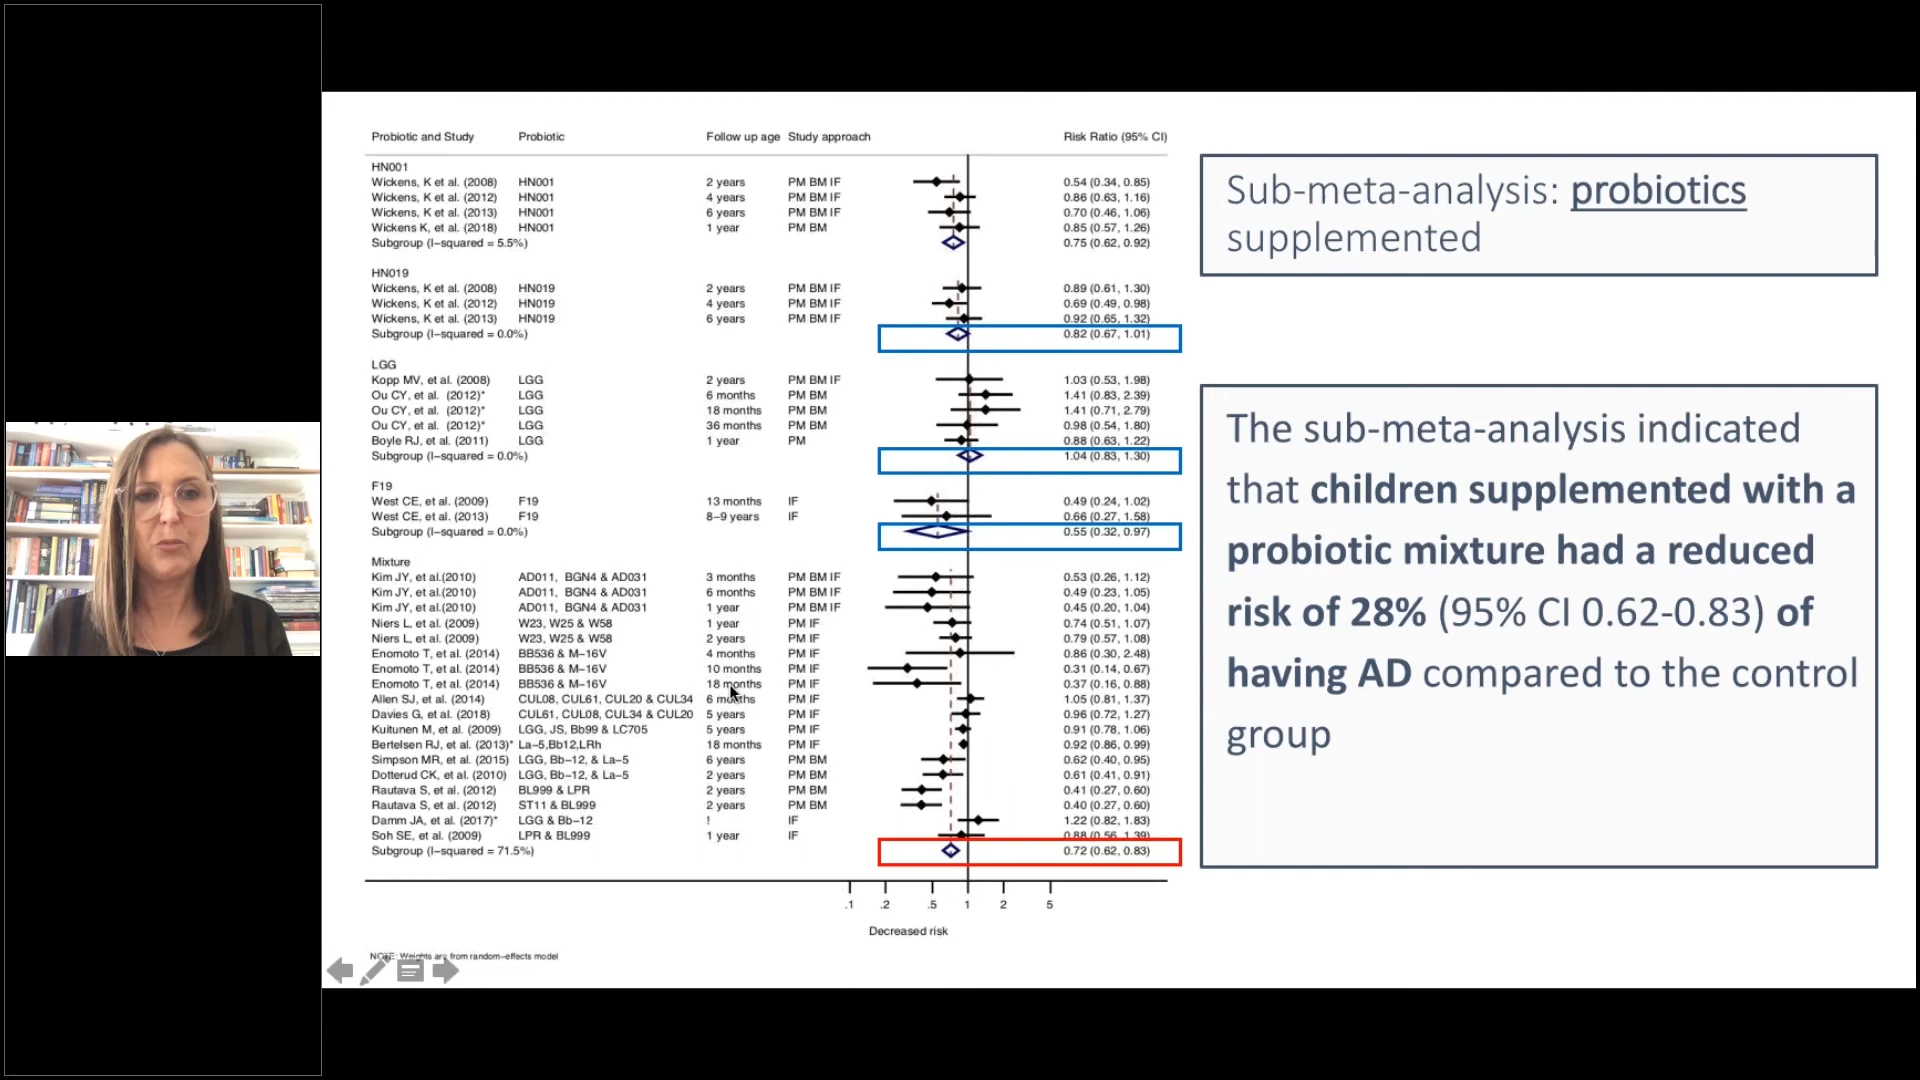 Probiotic and Study Probiotic Follow up age Study approach Risk Ratio (95% CI)
HN001
Wickens, K et al. (2008) HN001 2 years PM BM IF 0.54 (0.34, 0.85)
Wickens, K et al. (2012) HN001 4 years PM BM IF 0.86 (0.63, 1.16)
Wickens, K et al. (2013) HN001 6 years PM BM IF 0.70 (0.46, 1.06)
Wickens K, et al. (2018) HN001 1 year PM BM 0.85 (0.57, 1.26)
Subgroup (I-squared = 5.5%) 0.75 (0.62, 0.92)
HN019
Wickens, K et al. (2008) HN019 2 years PM BM IF 0.89 (0.61, 1.30)
Wickens, K et al. (2012) HN019 4 years PM BM IF 0.69 (0.49, 0.98)
Wickens, K et al. (2013) HN019 6 years PM BM IF 0.92 (0.65, 1.32)
Subgroup (I-squared = 0.0%) 0.82 (0.67, 1.01)
LGG
Kopp MV, et al. (2008) LGG 2 years PM BM IF 1.03 (0.53, 1.98)
Ou CY, et al. (2012)* LGG 6 months PM BM 1.41 (0.83, 2.39)
Ou CY, et al. (2012)* LGG 18 months PM BM 1.41 (0.71, 2.79)
Ou CY, et al. (2012)* LGG 36 months PM BM 0.98 (0.54, 1.80)
Boyle RJ, et al. (2011) LGG 1 year PM 0.88 (0.63, 1.22)
Subgroup (I-squared = 0.0%) 1.04 (0.83, 1.30)
F19
West CE, et al. (2009) F19 13 months IF 0.49 (0.24, 1.02)
West CE, et al. (2013) F19 8-9 years IF 0.66 (0.27, 1.58)
Subgroup (I-squared = 0.0%) 0.55 (0.32, 0.97)
Mixture
Kim JY, et al.(2010) AD011, BGN4 & AD031 3 months PM BM IF 0.53 (0.26, 1.12)
Kim JY, et al.(2010) AD011, BGN4 & AD031 6 months PM BM IF 0.49 (0.23, 1.05)
Kim JY, et al.(2010) AD011, BGN4 & AD031 1 year PM BM IF 0.45 (0.20, 1.04)
Niers L, et al. (2009) W23, W25 & W58 1 year PM IF 0.74 (0.51, 1.07)
Niers L, et al. (2009) W23, W25 & W58 2 years PM IF 0.79 (0.57, 1.08)
Enomoto T, et al. (2014) BB536 & M-16V 4 months PM IF 0.86 (0.30, 2.48)
Enomoto T, et al. (2014) BB536 & M-16V 10 months PM IF 0.31 (0.14, 0.67)
Enomoto T, et al. (2014) BB536 & M-16V 18 months PM IF 0.37 (0.16, 0.88)
Allen SJ, et al. (2014) CUL08, CUL61, CUL20 & CUL34 6 months PM IF 1.05 (0.81, 1.37)
Davies G, et al. (2018) CUL61, CUL08, CUL34 & CUL20 5 years PM IF 0.96 (0.72, 1.27)
Kuitunen M, et al. (2009) LGG, JS, Bb99 & LC705 5 years PM IF 0.91 (0.78, 1.06)
Bertelsen RJ, et al. (2013)* La-5,Bb12,LRh 18 months PM IF 0.92 (0.86, 0.99)
Simpson MR, et al. (2015) LGG, Bb-12, & La-5 6 years PM BM 0.62 (0.40, 0.95)
Dotterud CK, et al. (2010) LGG, Bb-12, & La-5 2 years PM BM 0.61 (0.41, 0.91)
Rautava S, et al. (2012) BL999 & LPR 2 years PM BM 0.41 (0.27, 0.60)
Rautava S, et al. (2012) ST11 & BL999 2 years PM BM 0.40 (0.27, 0.60)
Damm JA, et al. (2017)* LGG & Bb-12 ! IF 1.22 (0.82, 1.83)
Soh SE, et al. (2009) LPR & BL999 1 year IF 0.88 (0.56, 1.39)
Subgroup (I-squared = 71.5%) 0.72 (0.62, 0.83)
.1 .2 .5 1 2 5
Decreased risk
NOTE: Weights are from random-effects model
Sub-meta-analysis: probiotics
supplemented
The sub-meta-analysis indicated
that children supplemented with a
probiotic mixture had a reduced
risk of 28% (95% CI 0.62-0.83) of
having AD compared to the control
group